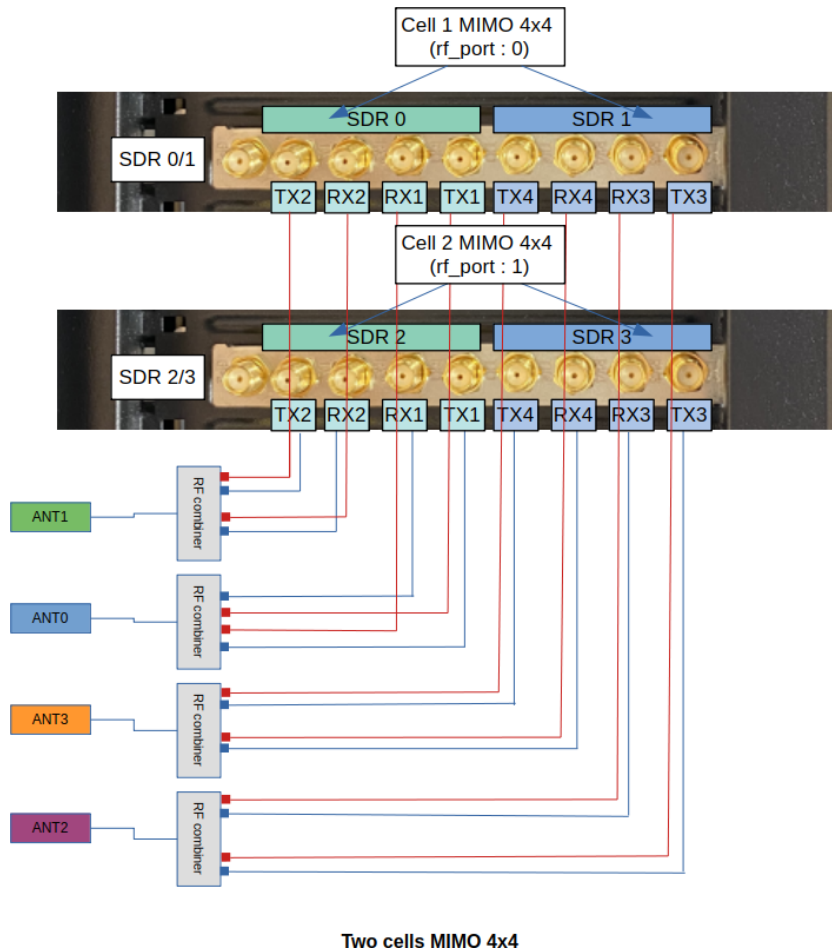 Cell 1 MIMO 4x4
(rf_port : 0)
SDR 0
SDR 1
SDR 0/1
TX2 RX2 RX1 TX1 TX4 RX4 RX3 TX3
Cell 2 MIMO 4x4
(rf_port : 1)
SDR 2
SDR 3
SDR 2/3
TX2 RX2 RX1 TX1 TX4 RX4 RX3 TX3
RF combiner
ANT1
RF combiner
ANT0
RF combiner
ANT3
RF combiner
ANT2
Two cells MIMO 4x4